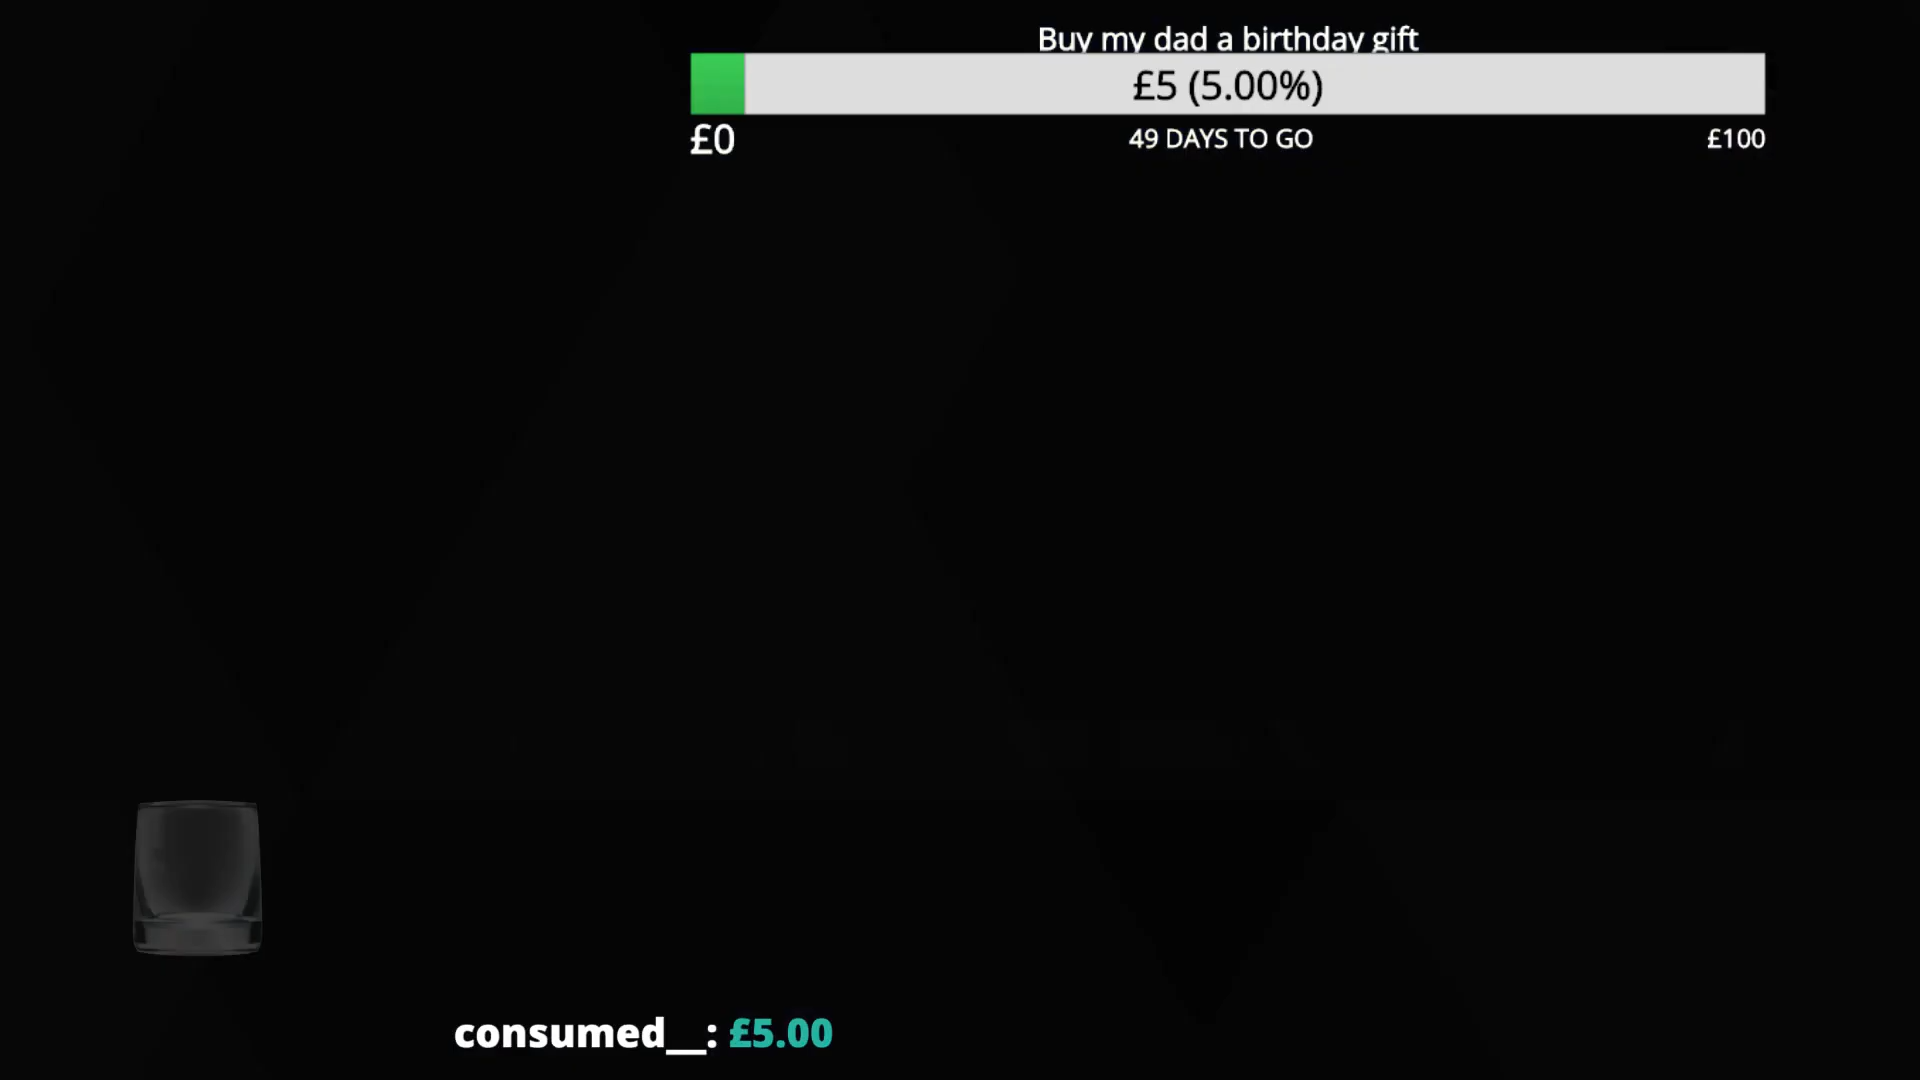 Buy my dad a birthday gift
£5 (5.00%)
£0 49 DAYS TO GO £100
consumed__: £5.00